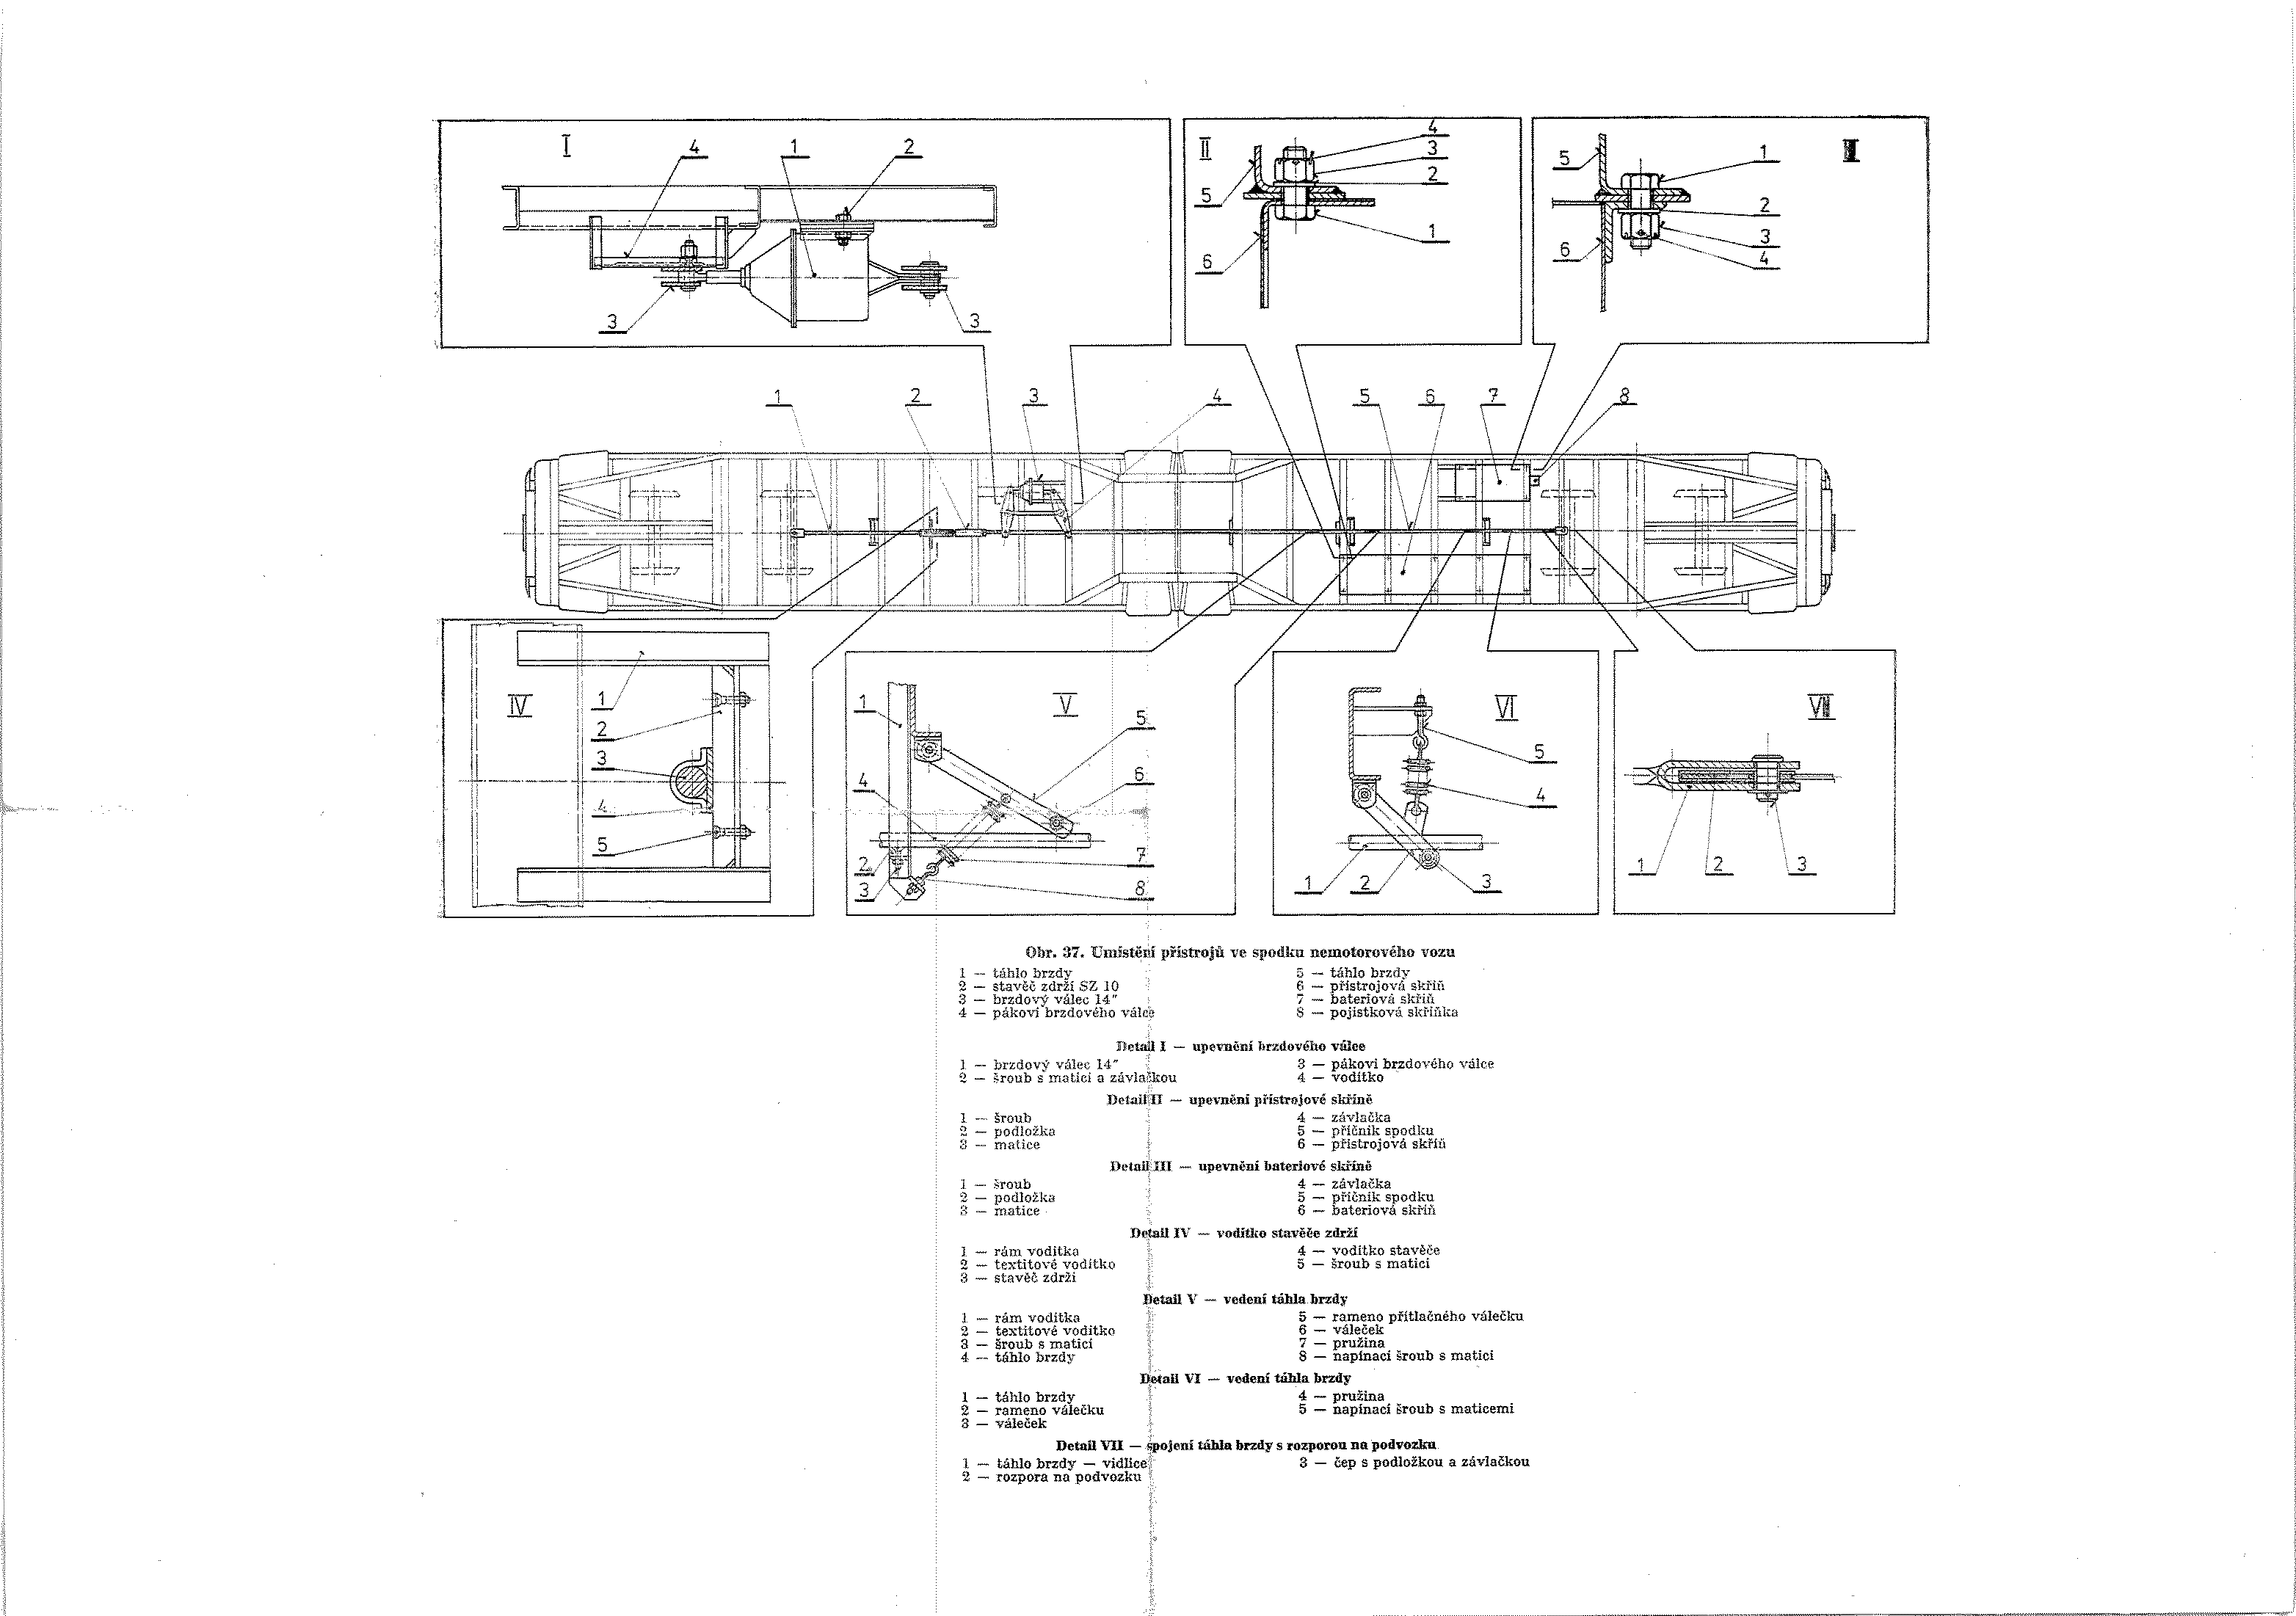 I
4
1
2
3
3
II
4
3
2
5
1
6
III
5
1
2
3
6
4
1
2
3
4
5
6
7
8
IV
1
2
3
4
5
V
1
5
4
6
2
7
3
8
VI
5
4
1
2
3
VII
1
2
3
Obr. 37. Umístění přístrojů ve spodku nemotorového vozu
1 — táhlo brzdy
2 — stavěč zdrží SZ 10
3 — brzdový válec 14″
4 — pákoví brzdového válce
5 — táhlo brzdy
6 — přístrojová skříň
7 — bateriová skříň
8 — pojistková skříňka
Detail I — upevnění brzdového válce
1 — brzdový válec 14″
2 — šroub s maticí a závlačkou
3 — pákoví brzdového válce
4 — vodítko
Detail II — upevnění přístrojové skříně
1 — šroub
2 — podložka
3 — matice
4 — závlačka
5 — příčník spodku
6 — přístrojová skříň
Detail III — upevnění bateriové skříně
1 — šroub
2 — podložka
3 — matice
4 — závlačka
5 — příčník spodku
6 — bateriová skříň
Detail IV — vodítko stavěče zdrží
1 — rám vodítka
2 — textitové vodítko
3 — stavěč zdrží
4 — vodítko stavěče
5 — šroub s maticí
Detail V — vedení táhla brzdy
1 — rám vodítka
2 — textitové vodítko
3 — šroub s maticí
4 — táhlo brzdy
5 — rameno přítlačného válečku
6 — váleček
7 — pružina
8 — napínací šroub s maticí
Detail VI — vedení táhla brzdy
1 — táhlo brzdy
2 — rameno válečku
3 — váleček
4 — pružina
5 — napínací šroub s maticemi
Detail VII — spojení táhla brzdy s rozporou na podvozku
1 — táhlo brzdy — vidlice
2 — rozpora na podvozku
3 — čep s podložkou a závlačkou